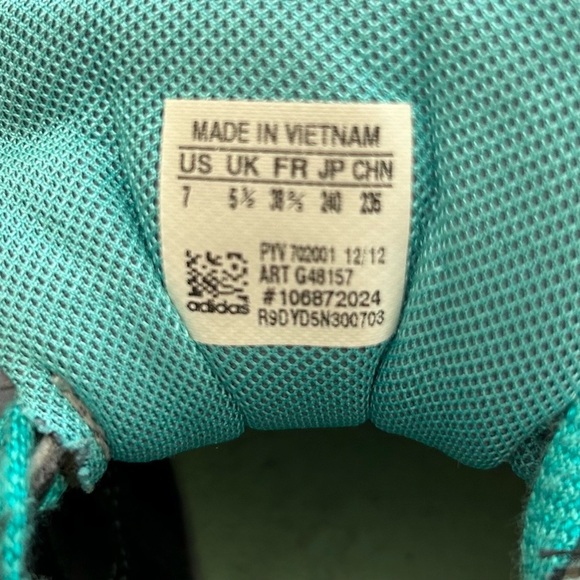 MADE IN VIETNAM
US UK FR JP CHN
7 5½ 38⅔ 240 235
PYV 702001 12/12
ART G48157
#106872024
adidas R9DYD5N300703